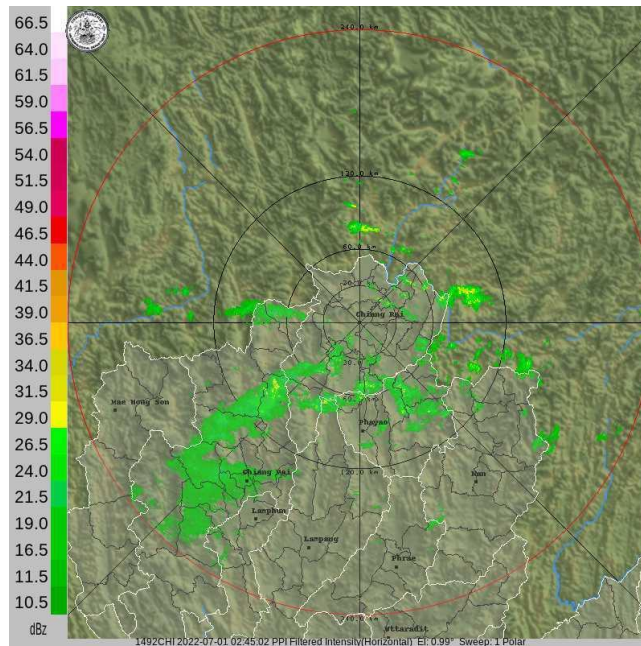 66.5
64.0
61.5
59.0
56.5
54.0
51.5
49.0
46.5
44.0
41.5
39.0
36.5
34.0
31.5
29.0
26.5
24.0
21.5
19.0
16.5
11.5
10.5
dBz
240.0 km
120.0 km
60.0 km
Chiang Rai
Mae Hong Son
Phayao
120.0 km
Chiang Mai
Nan
Lamphun
Lampang
Phrae
Uttaradit
1492CHI 2022-07-01 02:45:02 PPI Filtered Intensity(Horizontal) El: 0.99° Sweep: 1 Polar